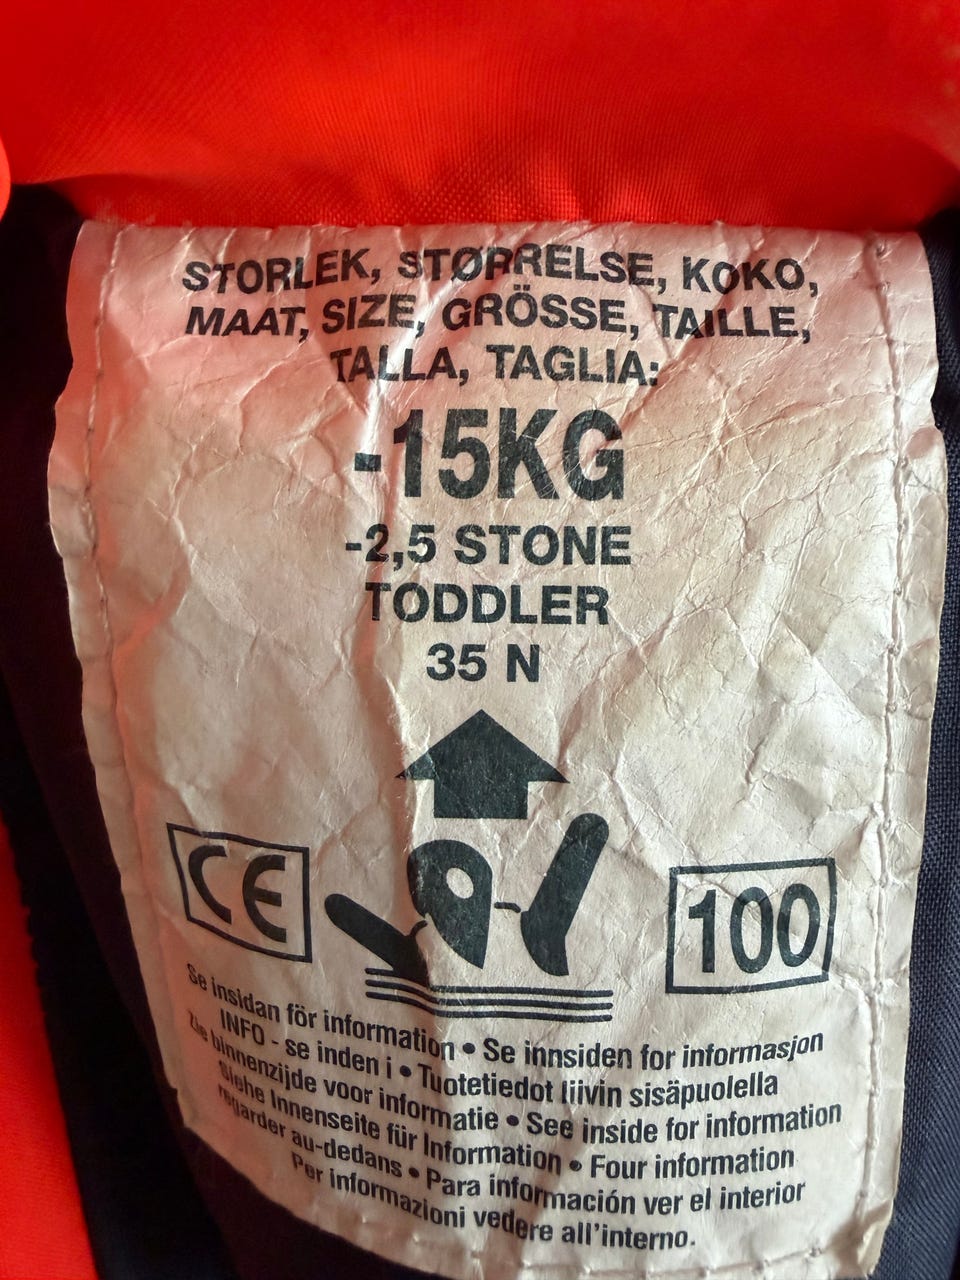 STORLEK, STØRRELSE, KOKO,
MAAT, SIZE, GRÖSSE, TAILLE,
TALLA, TAGLIA:
-15KG
-2,5 STONE
TODDLER
35 N
CE
100
Se insidan för information • Se innsiden for informasjon
INFO - se inden i • Tuotetiedot liivin sisäpuolella
Zie binnenzijde voor informatie • See inside for information
Siehe Innenseite für Information • Four information
regarder au-dedans • Para información ver el interior
Per informazioni vedere all'interno.